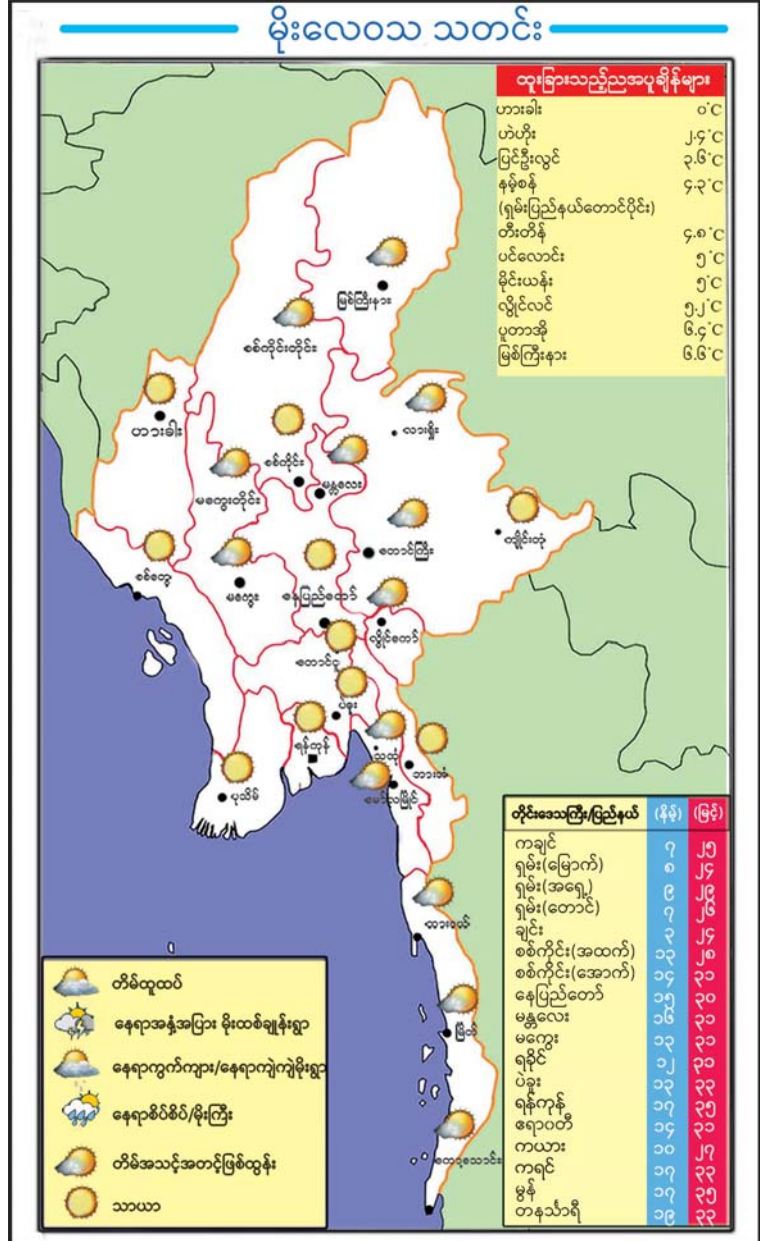 မိုးလေဝသ သတင်း
ထူးခြားသည့်ညအပူချိန်များ
ဟားခါး ၀°C
ဟဲဟိုး ၂.၄°C
ပြင်ဦးလွင် ၃.၆°C
နမ့်စန် ၄.၃°C
(ရှမ်းပြည်နယ်တောင်ပိုင်း)
တီးတိန် ၄.၈°C
ပင်လောင်း ၅°C
မိုင်းယန်း ၅°C
လွိုင်လင် ၅.၂°C
ပူတာအို ၆.၄°C
မြစ်ကြီးနား ၆.၆°C
မြစ်ကြီးနား
စစ်ကိုင်းတိုင်း
ဟားခါး
လားရှိုး
စစ်ကိုင်း
မန္တလေး
မကွေးတိုင်း
ကျိုင်းတုံ
တောင်ကြီး
စစ်တွေ
မကွေး
နေပြည်တော်
လွိုင်ကော်
တောင်ငူ
ပဲခူး
ရန်ကုန်
သထုံ
ဘားအံ
ပုသိမ်
မော်လမြိုင်
ထားဝယ်
မြိတ်
ကော့သောင်း
တိုင်းဒေသကြီး/ပြည်နယ် (နိမ့်) (မြင့်)
ကချင် ၇ ၂၅
ရှမ်း(မြောက်) ၈ ၂၄
ရှမ်း(အရှေ့) ၉ ၂၉
ရှမ်း(တောင်) ၇ ၂၆
ချင်း ၃ ၂၄
စစ်ကိုင်း(အထက်) ၁၃ ၂၈
စစ်ကိုင်း(အောက်) ၁၄ ၃၁
နေပြည်တော် ၁၅ ၃၀
မန္တလေး ၁၆ ၃၁
မကွေး ၁၃ ၃၁
ရခိုင် ၁၂ ၃၁
ပဲခူး ၁၃ ၃၃
ရန်ကုန် ၁၇ ၃၅
ဧရာဝတီ ၁၄ ၃၁
ကယား ၁၀ ၂၇
ကရင် ၁၇ ၃၃
မွန် ၁၇ ၃၅
တနင်္သာရီ ၁၉ ၃၃
တိမ်ထူထပ်
နေရာအနှံ့အပြား မိုးထစ်ချုန်းရွာ
နေရာကွက်ကျား/နေရာကျဲကျဲမိုးရွာ
နေရာစိပ်စိပ်/မိုးကြီး
တိမ်အသင့်အတင့်ဖြစ်ထွန်း
သာယာ